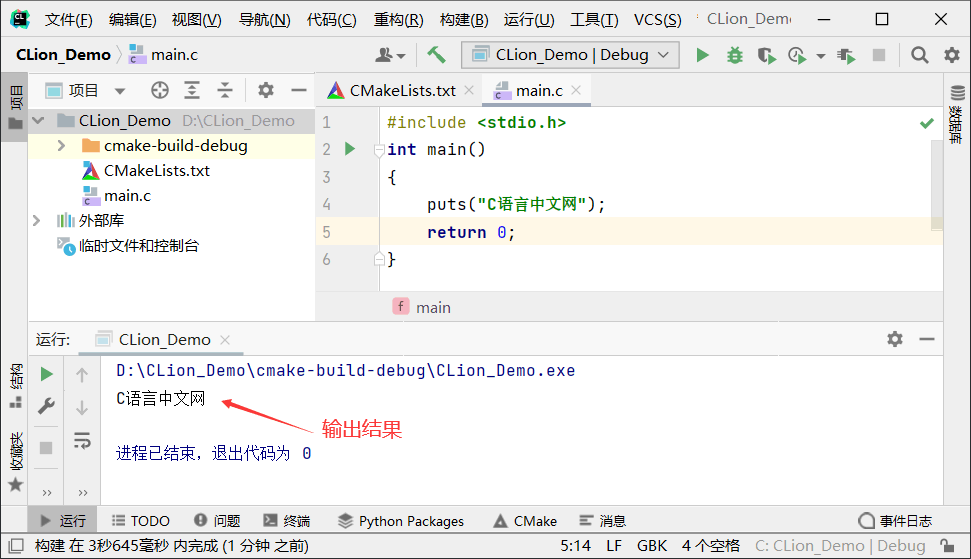 文件(F) 编辑(E) 视图(V) 导航(N) 代码(C) 重构(R) 构建(B) 运行(U) 工具(T) VCS(S) CLion_Demo
CLion_Demo main.c CLion_Demo | Debug
项目
项目
CMakeLists.txt main.c
CLion_Demo D:\CLion_Demo
cmake-build-debug
CMakeLists.txt
main.c
外部库
临时文件和控制台
1 #include <stdio.h>
2 int main()
3 {
4 puts("C语言中文网");
5 return 0;
6 }
f main
数据库
运行: CLion_Demo
D:\CLion_Demo\cmake-build-debug\CLion_Demo.exe
C语言中文网
输出结果
进程已结束，退出代码为 0
结构
收藏夹
运行 TODO 问题 终端 Python Packages CMake 消息 事件日志
构建 在 3秒645毫秒 内完成 (1 分钟 之前) 5:14 LF GBK 4 个空格 C: CLion_Demo | Debug